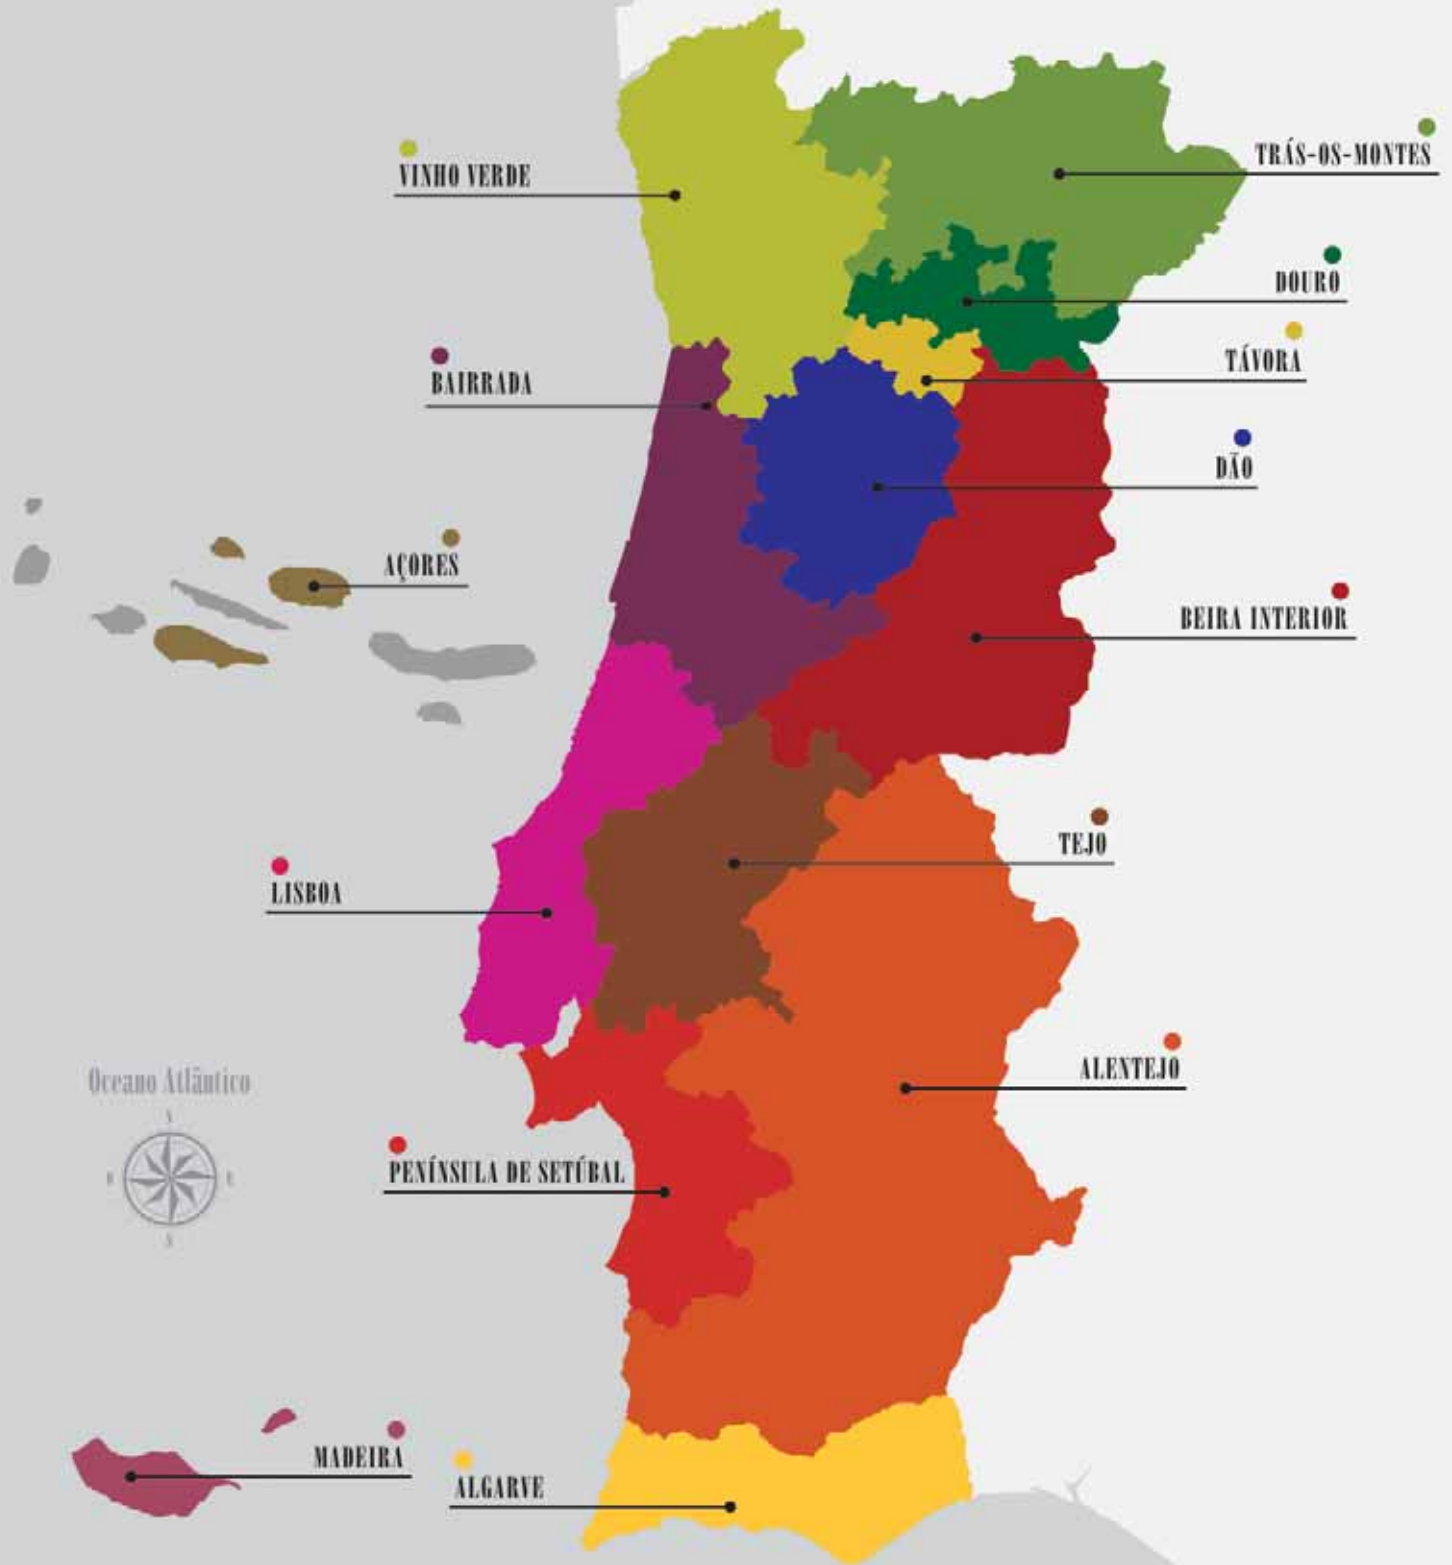 VINHO VERDE
TRÁS-OS-MONTES
DOURO
TÁVORA
BAIRRADA
DÃO
AÇORES
BEIRA INTERIOR
TEJO
LISBOA
ALENTEJO
Oceano Atlântico
PENÍNSULA DE SETÚBAL
MADEIRA
ALGARVE